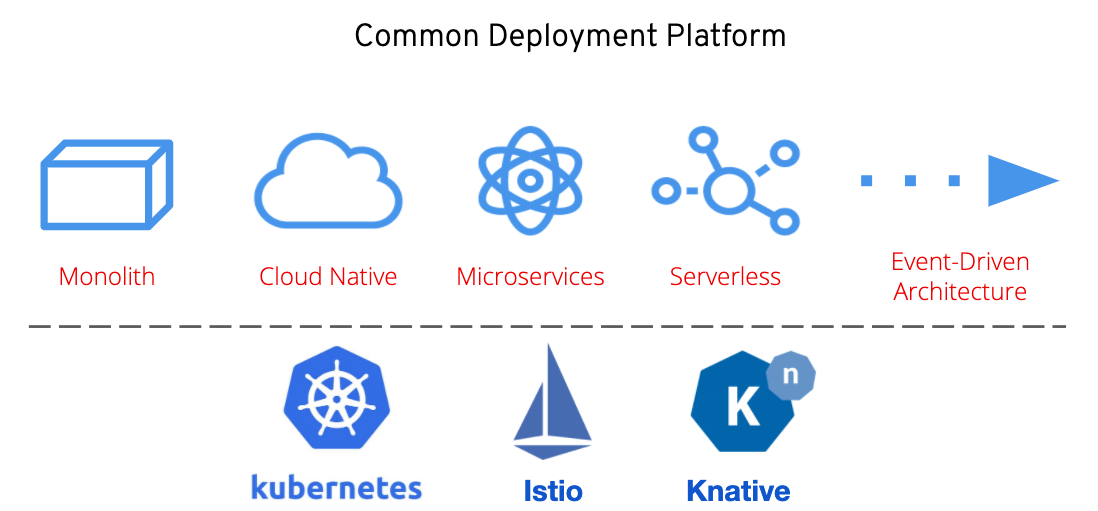 Common Deployment Platform
Monolith
Cloud Native
Microservices
Serverless
Event-Driven
Architecture
K
n
kubernetes
Istio
Knative